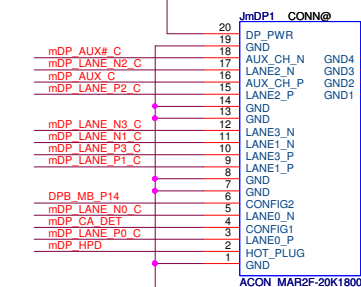 JmDP1 CONN@
20 DP_PWR
19 GND
mDP_AUX#_C 18 AUX_CH_N GND4
mDP_LANE_N2_C 17 LANE2_N GND3
mDP_AUX_C 16 AUX_CH_P GND2
mDP_LANE_P2_C 15 LANE2_P GND1
14 GND
13 GND
mDP_LANE_N3_C 12 LANE3_N
mDP_LANE_N1_C 11 LANE1_N
mDP_LANE_P3_C 10 LANE3_P
mDP_LANE_P1_C 9 LANE1_P
8 GND
7 GND
DPB_MB_P14 6 CONFIG2
mDP_LANE_N0_C 5 LANE0_N
mDP_CA_DET 4 CONFIG1
mDP_LANE_P0_C 3 LANE0_P
mDP_HPD 2 HOT_PLUG
1 GND
ACON_MAR2F-20K1800